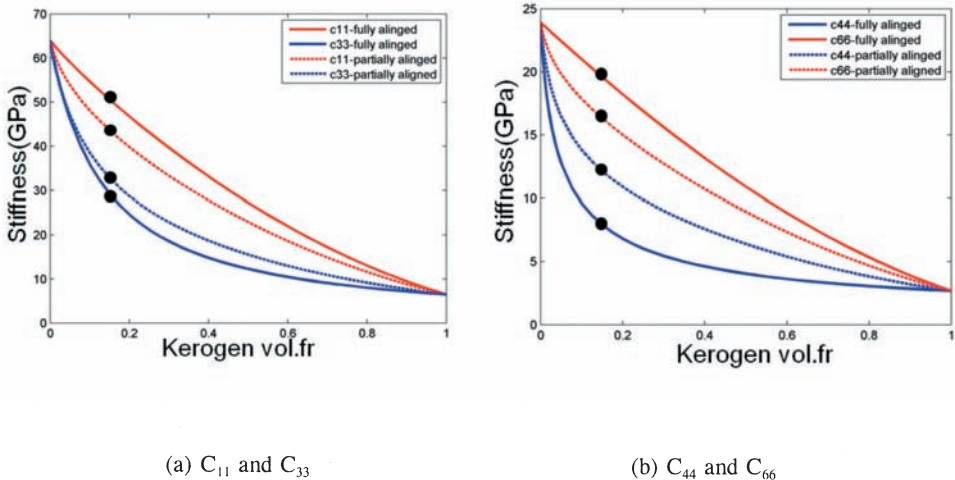 70
60
50
40
30
20
10
0
Stiffness(GPa)
c11-fully alinged
c33-fully alinged
c11-partially alinged
c33-partially aligned
0 0.2 0.4 0.6 0.8 1
Kerogen vol.fr
(a) C11 and C33
25
20
15
10
5
0
Stiffness(GPa)
c44-fully alinged
c66-fully alinged
c44-partially alinged
c66-partially aligned
0 0.2 0.4 0.6 0.8 1
Kerogen vol.fr
(b) C44 and C66